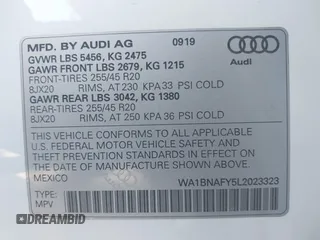 MFD. BY AUDI AG 0919
GVWR LBS 5456, KG 2475
GAWR FRONT LBS 2679, KG 1215
FRONT-TIRES 255/45 R20
8JX20 RIMS, AT 230 KPA33 PSI COLD
GAWR REAR LBS 3042, KG 1380
REAR-TIRES 255/45 R20
8JX20 RIMS, AT 250 KPA 36 PSI COLD
Audi
THIS VEHICLE CONFORMS TO ALL APPLICABLE
U.S. FEDERAL MOTOR VEHICLE SAFETY, BUMPER
AND THEFT PREVENTION STANDARDS IN
EFFECT ON THE DATE OF MANUFACTURE SHOWN ABOVE.
MEXICO WA1BNAFY5L2023323
TYPE:
MPV
DREAMBID